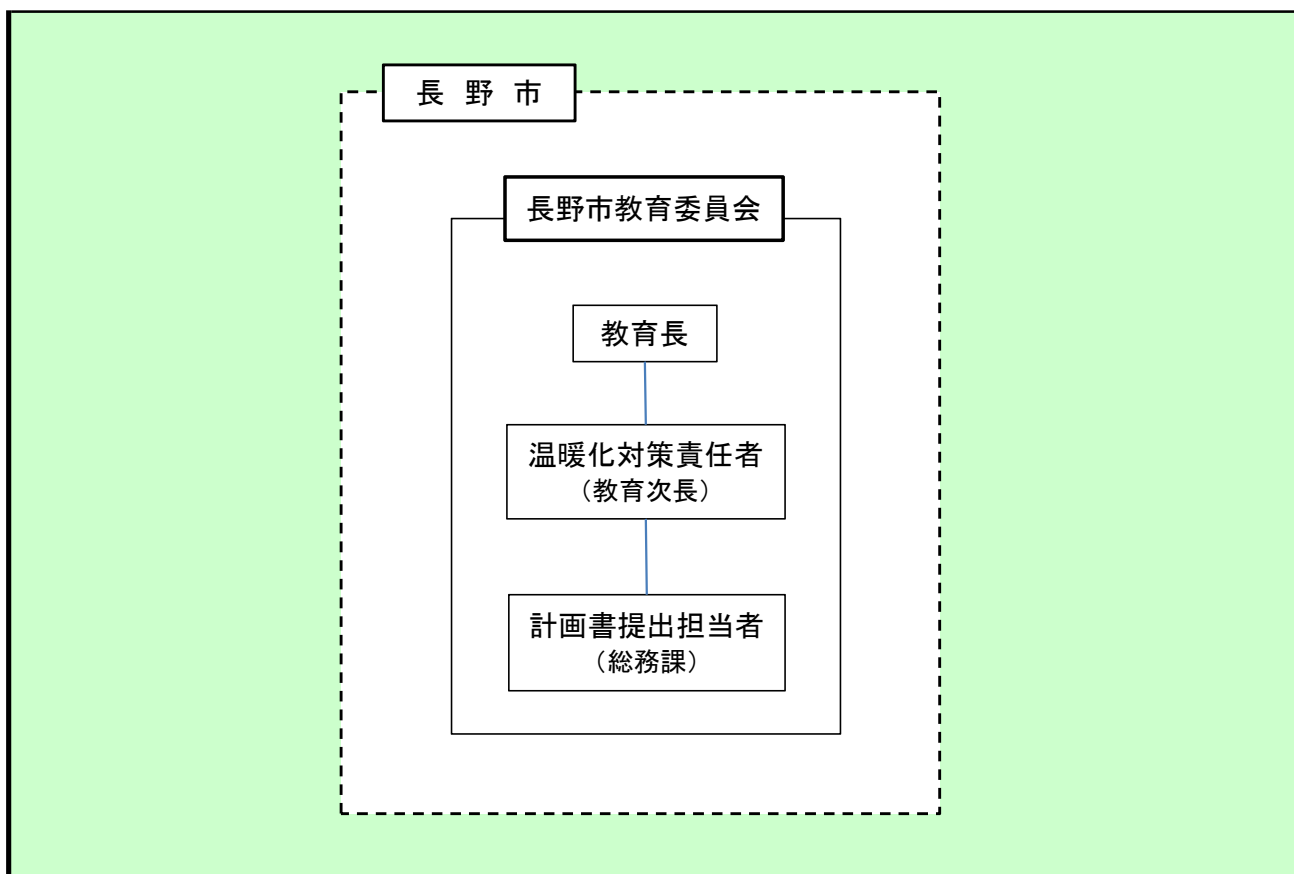 長野市
長野市教育委員会
教育長
温暖化対策責任者
（教育次長）
計画書提出担当者
（総務課）